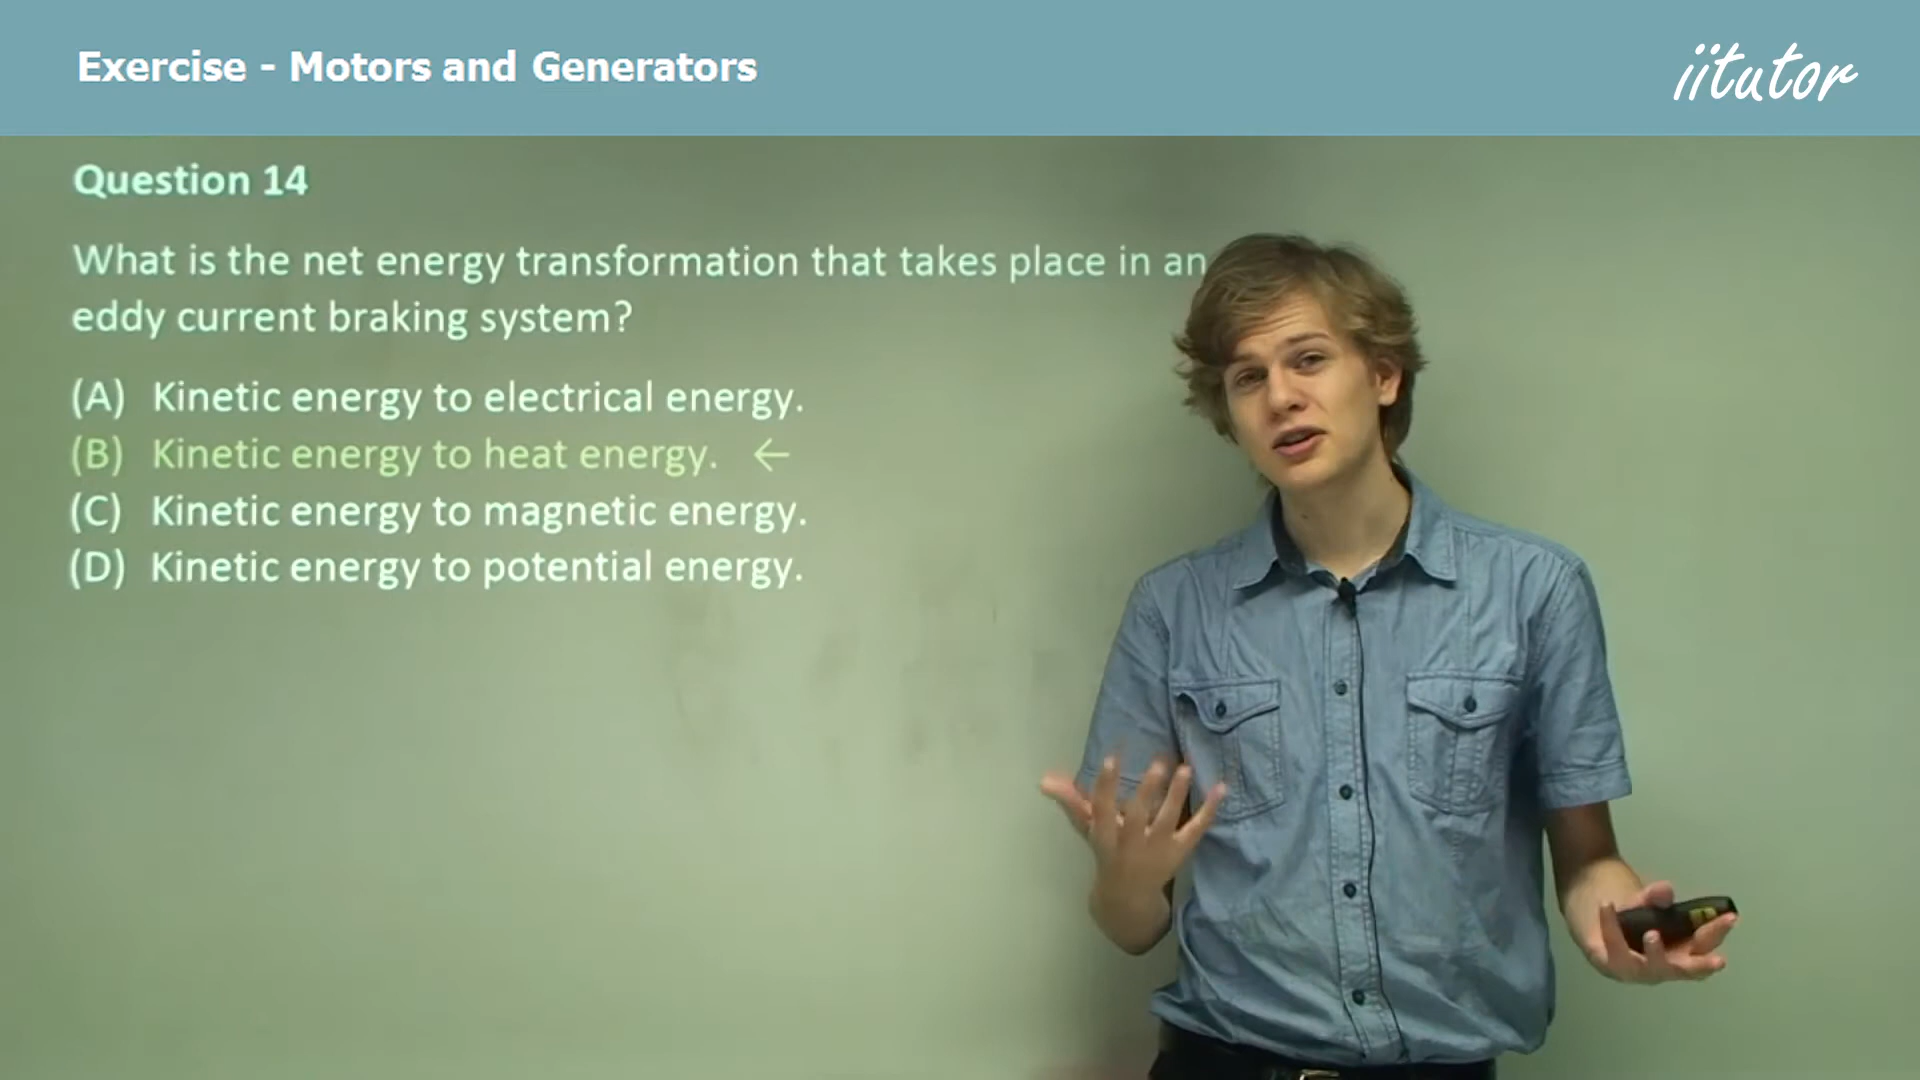 Exercise - Motors and Generators
iitutor
Question 14
What is the net energy transformation that takes place in an
eddy current braking system?
(A) Kinetic energy to electrical energy.
(B) Kinetic energy to heat energy. ←
(C) Kinetic energy to magnetic energy.
(D) Kinetic energy to potential energy.